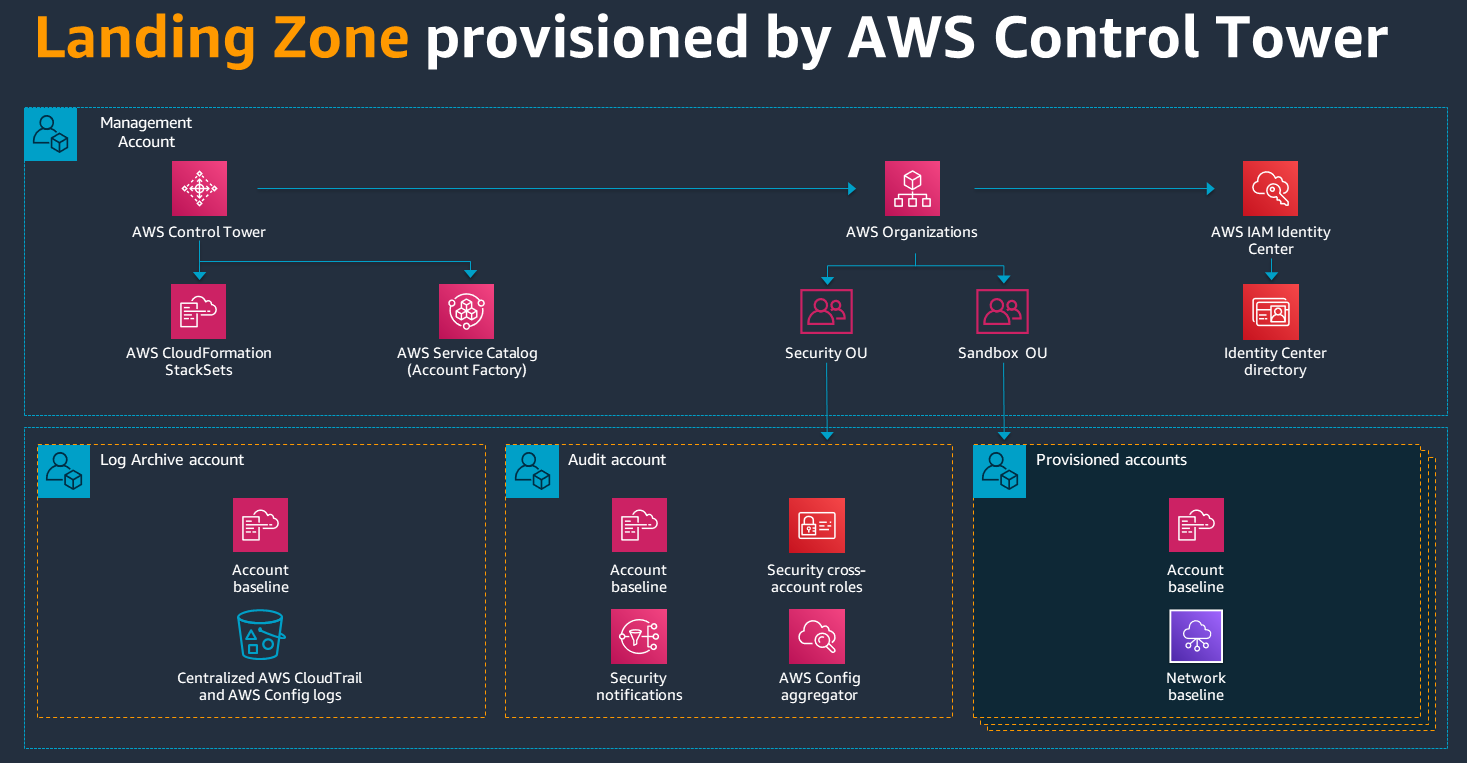 Landing Zone provisioned by AWS Control Tower
Management
Account
AWS Control Tower
AWS Organizations
AWS IAM Identity
Center
AWS CloudFormation
StackSets
AWS Service Catalog
(Account Factory)
Security OU
Sandbox OU
Identity Center
directory
Log Archive account
Account
baseline
Centralized AWS CloudTrail
and AWS Config logs
Audit account
Account
baseline
Security cross-
account roles
Security
notifications
AWS Config
aggregator
Provisioned accounts
Account
baseline
Network
baseline